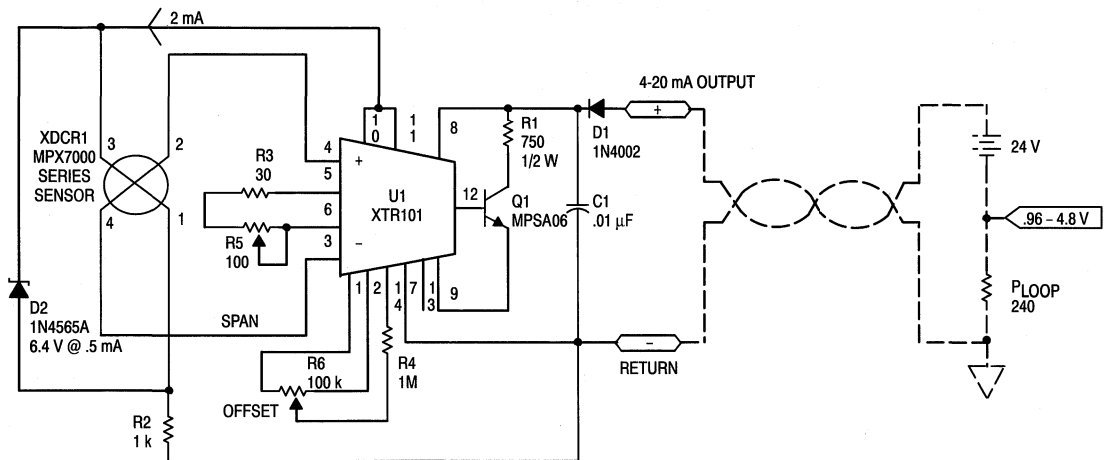 2 mA
4-20 mA OUTPUT
+
D1
1N4002
R1
750
1/2 W
24 V
.96 – 4.8 V
PLOOP
240
XDCR1
MPX7000
SERIES
SENSOR
3
2
4
1
R3
30
R5
100
4
5
6
3
+
–
1
0
1
1
8
U1
XTR101
12
Q1
MPSA06
C1
.01 µF
9
1
2
1
4
7
1
3
D2
1N4565A
6.4 V @ .5 mA
SPAN
R6
100 k
OFFSET
R4
1M
–
RETURN
R2
1 k